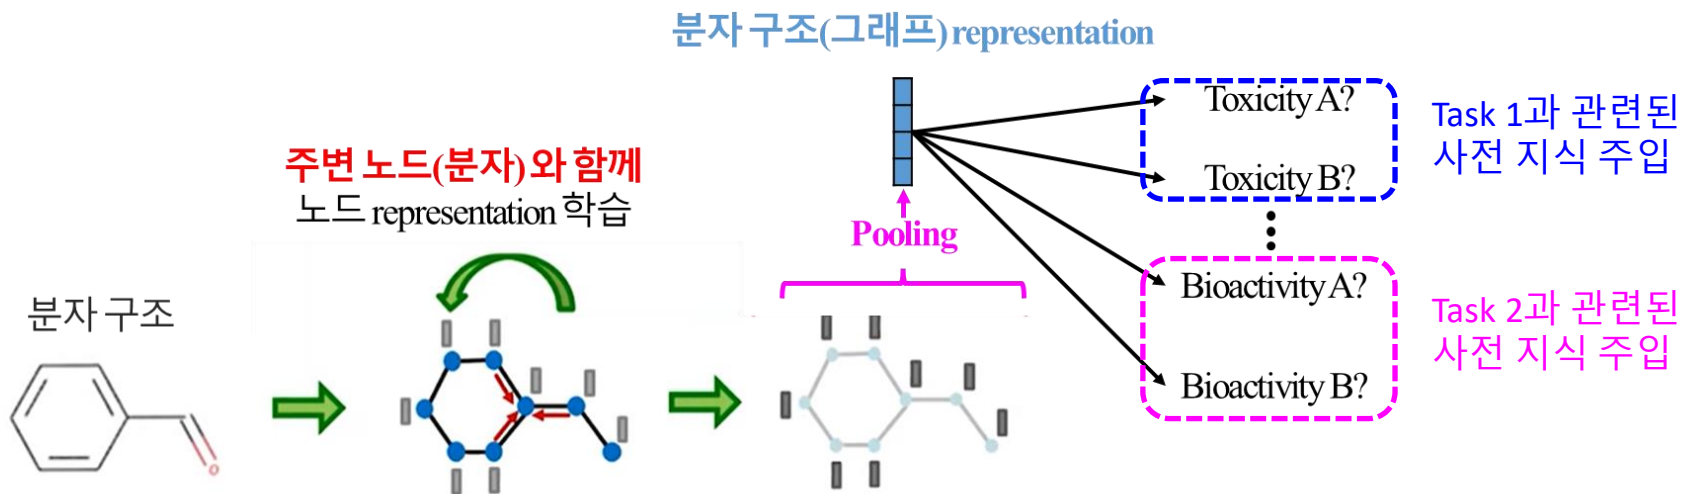 분자 구조(그래프) representation
주변 노드(분자)와 함께
노드 representation 학습
분자 구조
o
Pooling
Toxicity A?
Toxicity B?
Bioactivity A?
Bioactivity B?
Task 1과 관련된
사전 지식 주입
Task 2과 관련된
사전 지식 주입